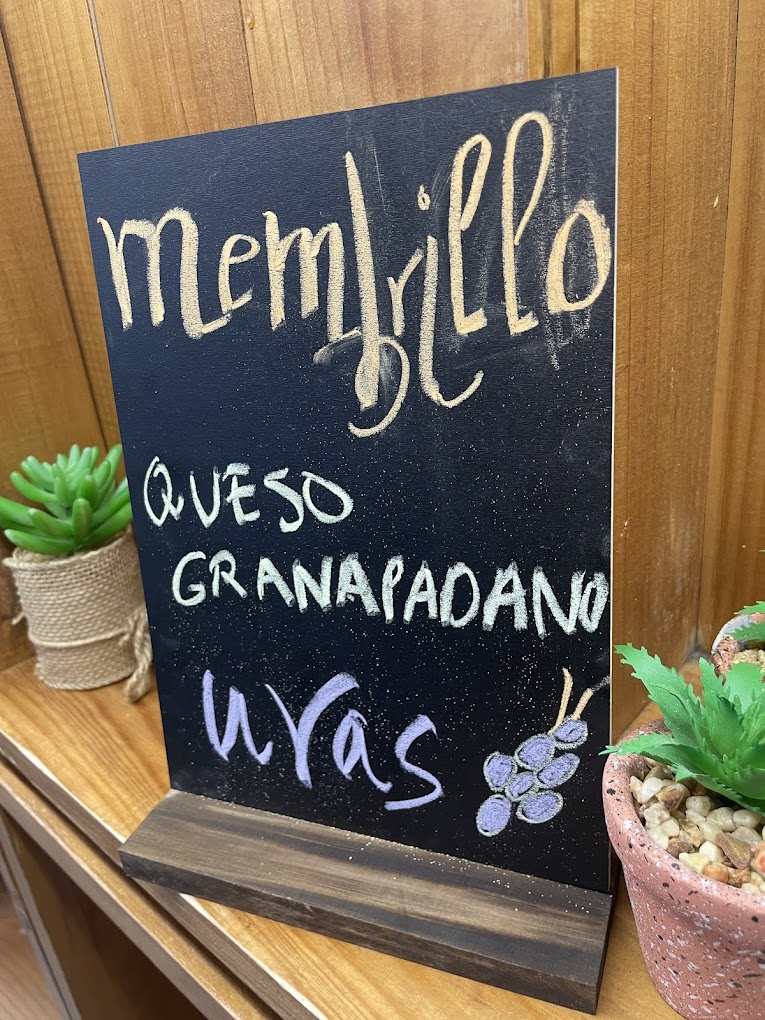 membrillo
QUESO
GRANAPADANO
uvas